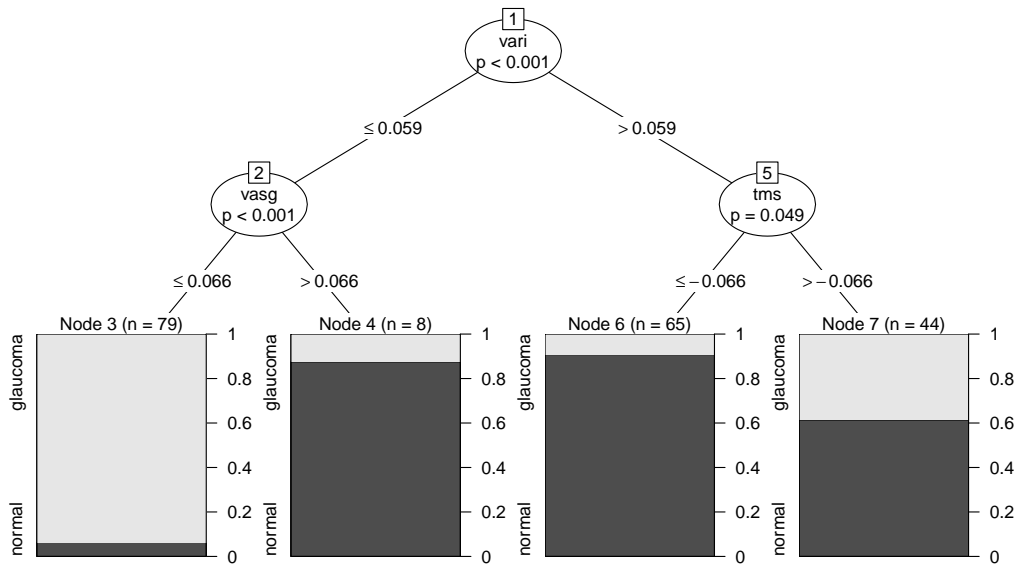 1
vari
p < 0.001
≤ 0.059
> 0.059
2
vasg
p < 0.001
5
tms
p = 0.049
≤ 0.066
> 0.066
≤ −0.066
> −0.066
Node 3 (n = 79)
glaucoma
normal
1
0.8
0.6
0.4
0.2
0
Node 4 (n = 8)
glaucoma
normal
1
0.8
0.6
0.4
0.2
0
Node 6 (n = 65)
glaucoma
normal
1
0.8
0.6
0.4
0.2
0
Node 7 (n = 44)
glaucoma
normal
1
0.8
0.6
0.4
0.2
0